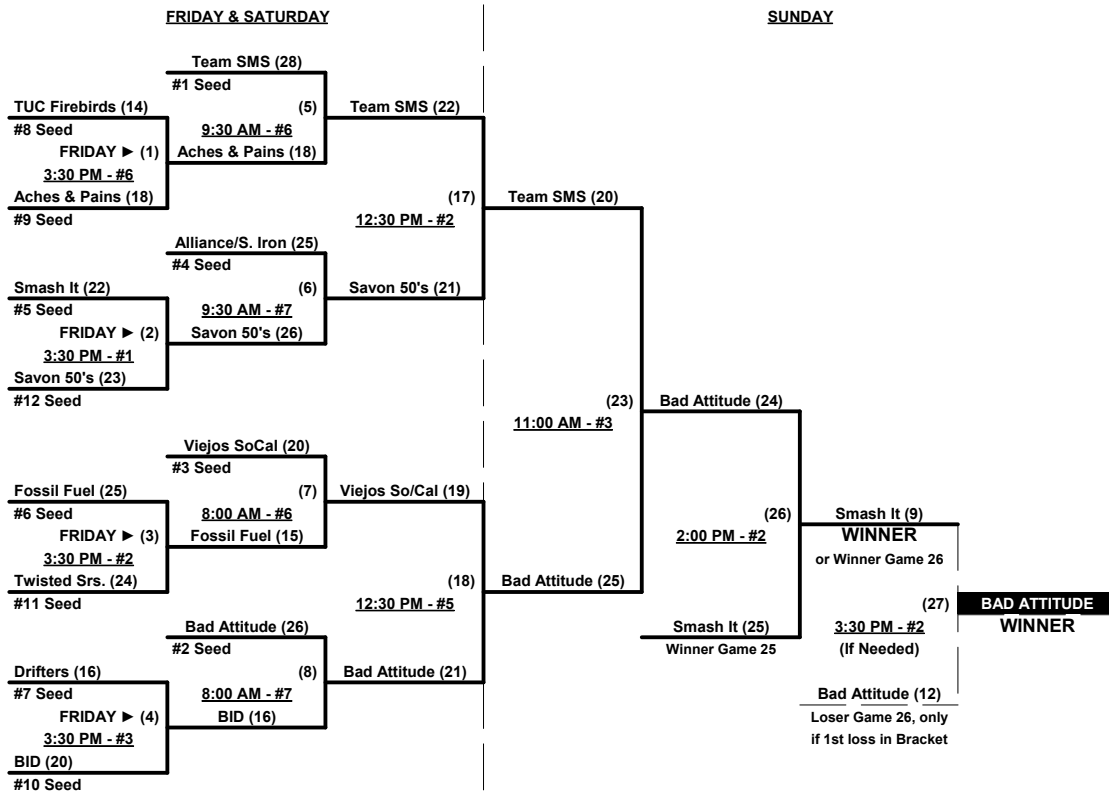 FRIDAY & SATURDAY
SUNDAY
Team SMS (28)
#1 Seed
TUC Firebirds (14)
(5)
Team SMS (22)
#8 Seed
9:30 AM - #6
FRIDAY ► (1)
Aches & Pains (18)
3:30 PM - #6
Aches & Pains (18)
(17)
Team SMS (20)
#9 Seed
12:30 PM - #2
Alliance/S. Iron (25)
#4 Seed
Smash It (22)
(6)
Savon 50's (21)
#5 Seed
9:30 AM - #7
FRIDAY ► (2)
Savon 50's (26)
3:30 PM - #1
Savon 50's (23)
#12 Seed
(23)
Bad Attitude (24)
11:00 AM - #3
Viejos SoCal (20)
#3 Seed
Fossil Fuel (25)
(7)
Viejos So/Cal (19)
#6 Seed
8:00 AM - #6
(26)
Smash It (9)
FRIDAY ► (3)
Fossil Fuel (15)
2:00 PM - #2
WINNER
3:30 PM - #2
or Winner Game 26
Twisted Srs. (24)
(18)
Bad Attitude (25)
#11 Seed
12:30 PM - #5
(27)
BAD ATTITUDE
Bad Attitude (26)
Smash It (25)
3:30 PM - #2
WINNER
#2 Seed
Winner Game 25
(If Needed)
Drifters (16)
(8)
Bad Attitude (21)
#7 Seed
8:00 AM - #7
Bad Attitude (12)
FRIDAY ► (4)
BID (16)
Loser Game 26, only
3:30 PM - #3
if 1st loss in Bracket
BID (20)
#10 Seed